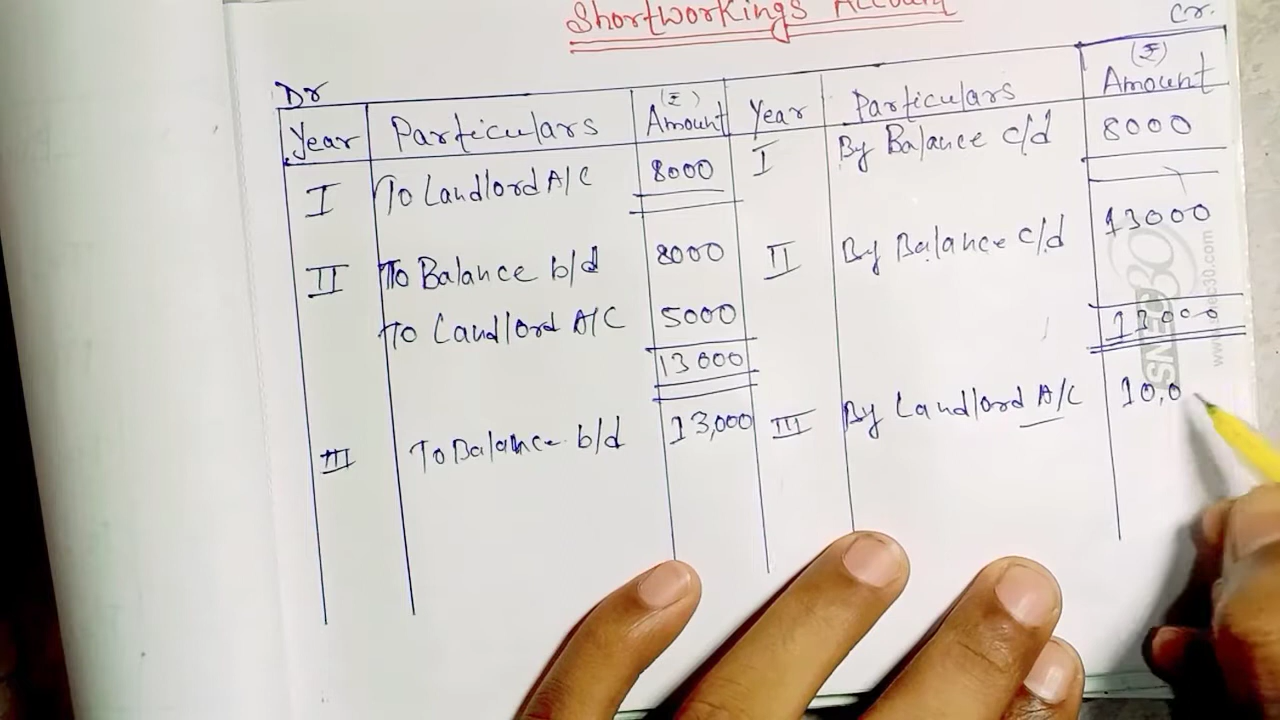 Shortworkings Account
Dr
Cr.
Year Particulars (₹) Amount Year Particulars (₹) Amount
I To Landlord A/C 8000 I By Balance c/d 8000
II To Balance b/d 8000 II By Balance c/d 13000
To Landlord A/C 5000
13000 13000
III To Balance b/d 13,000 III By Landlord A/C 10,0